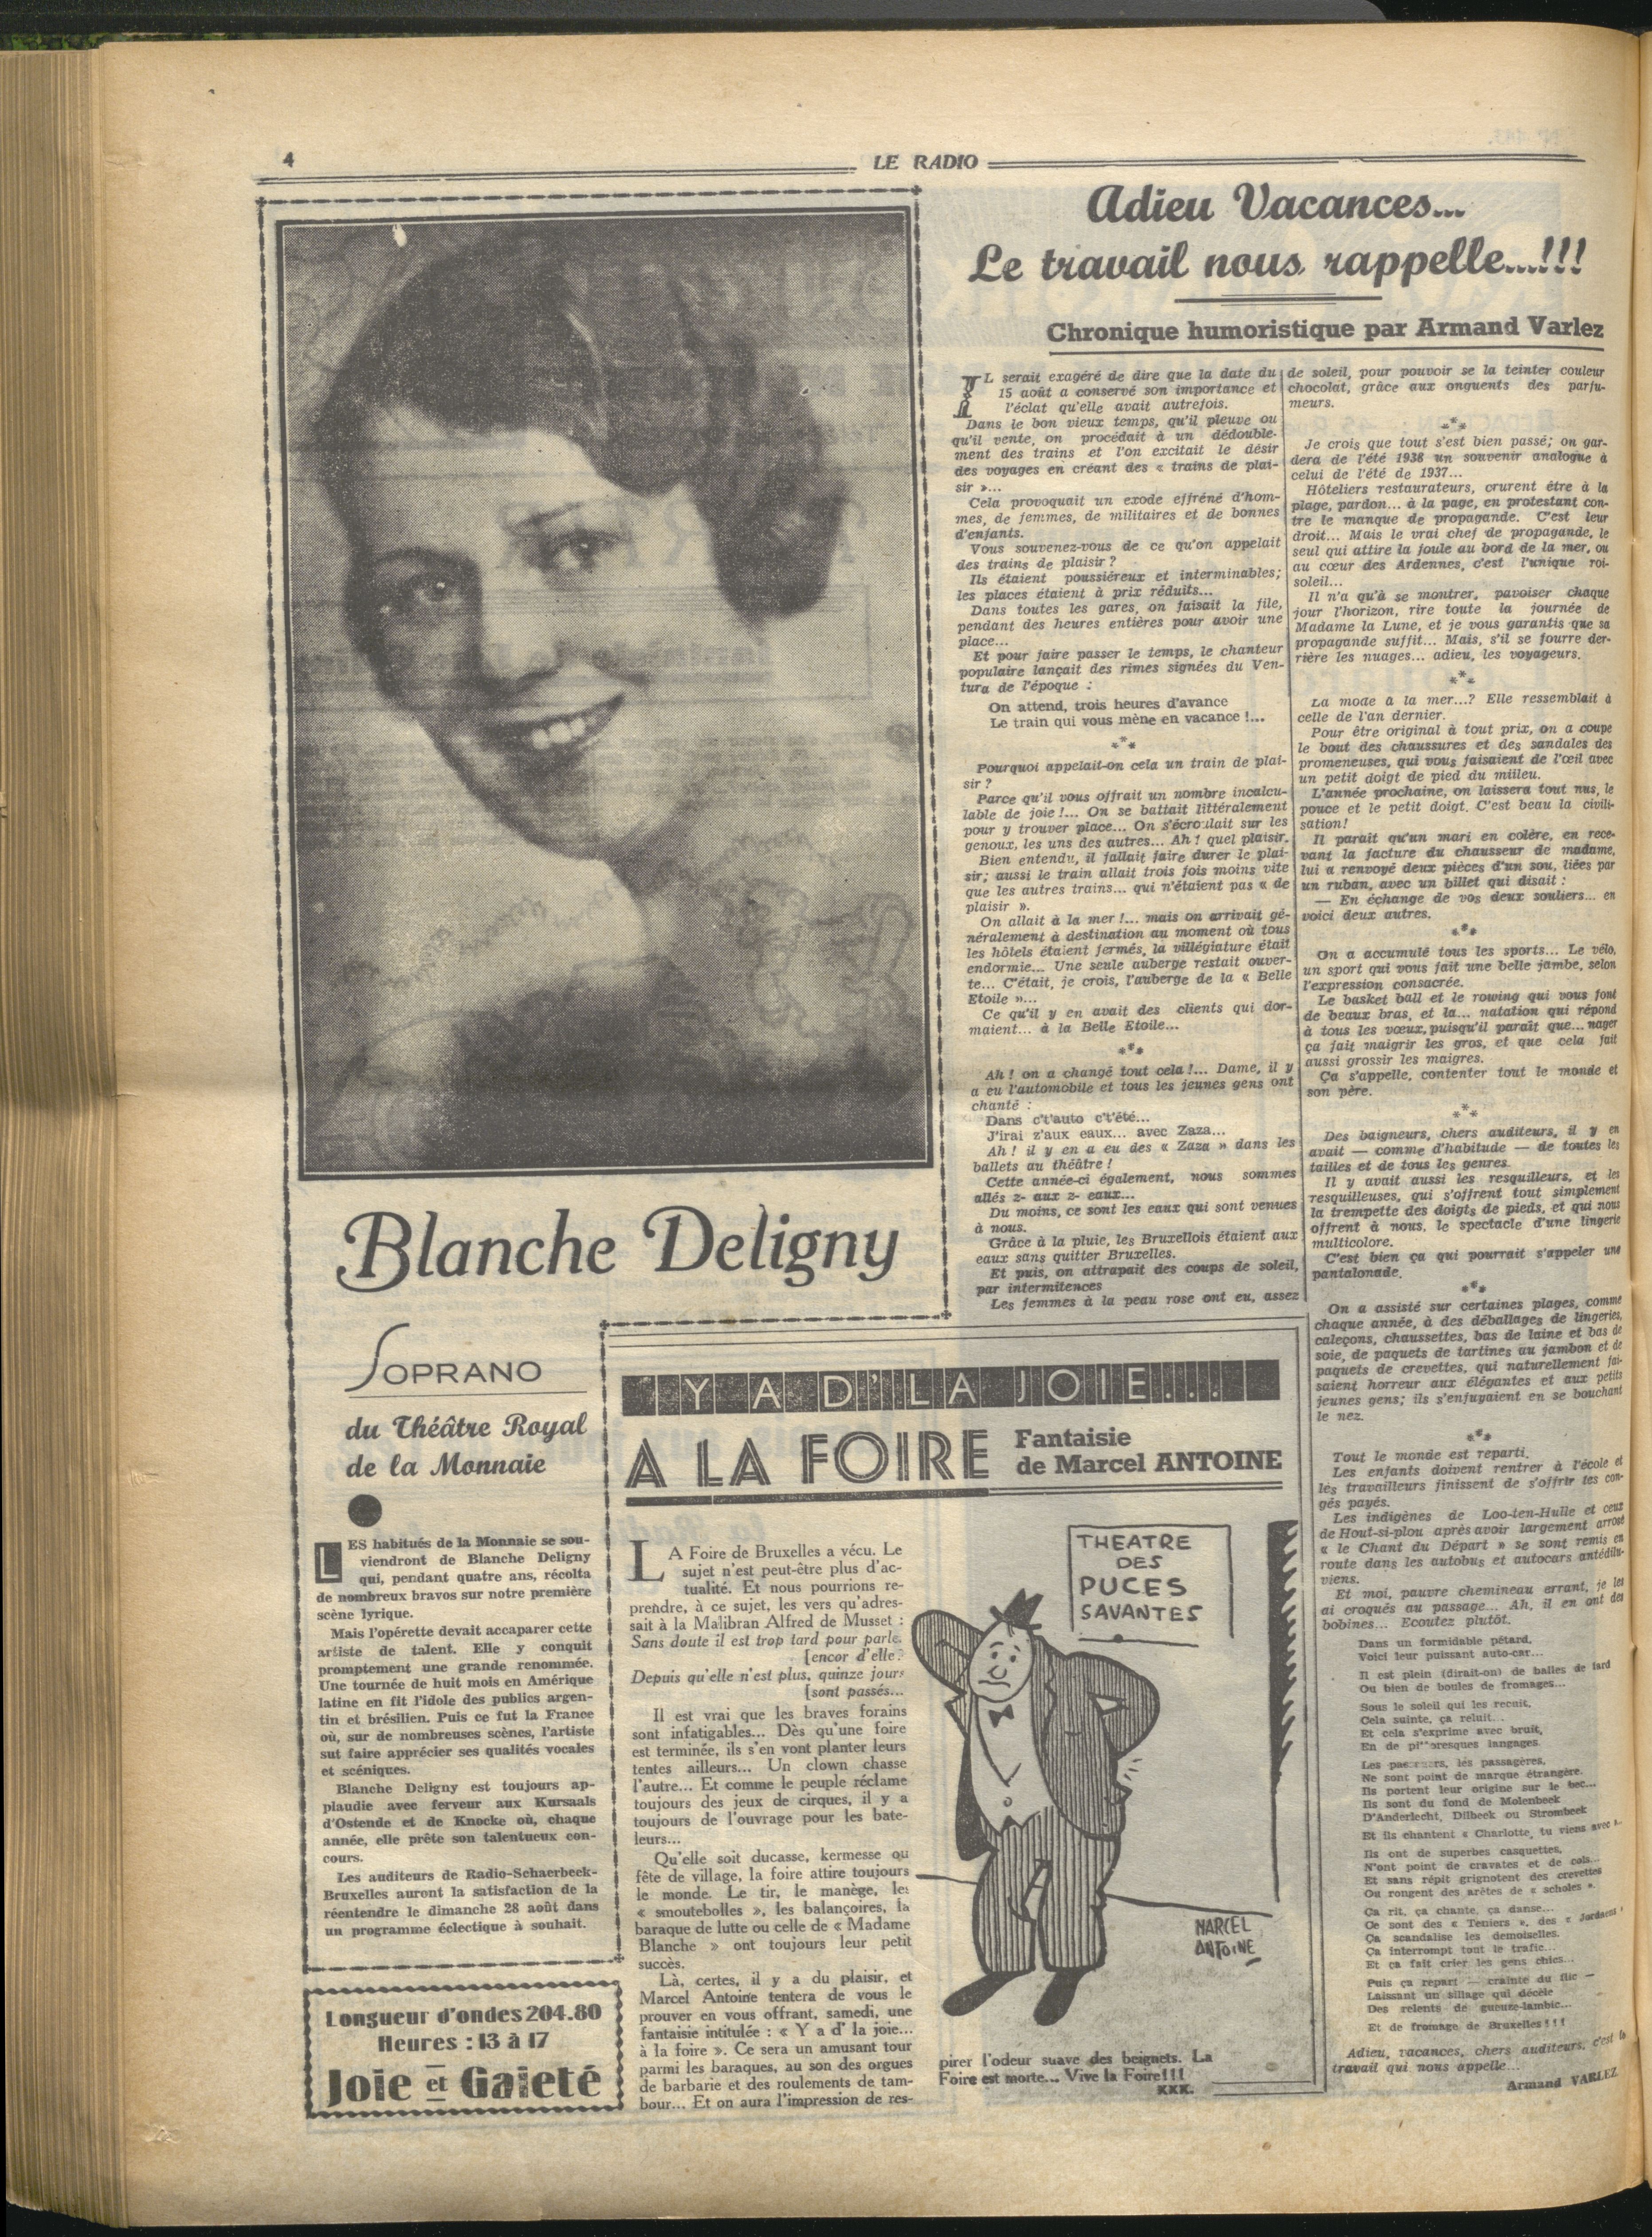 4
LE RADIO
Blanche Deligny
SOPRANO
du Théâtre Royal
de la Monnaie
LES habitués de la Monnaie se sou-
viendront de Blanche Deligny
qui, pendant quatre ans, récolta
de nombreux bravos sur notre première
scène lyrique.
Mais l'opérette devait accaparer cette
artiste de talent. Elle y conquit
promptement une grande renommée.
Une tournée de huit mois en Amérique
latine en fit l'idole des publics argen-
tin et brésilien. Puis ce fut la France
où, sur de nombreuses scènes, l'artiste
sut faire apprécier ses qualités vocales
et scéniques.
Blanche Deligny est toujours ap-
plaudie avec ferveur aux Kursaals
d'Ostende et de Knocke où, chaque
année, elle prête son talentueux con-
cours.
Les auditeurs de Radio-Schaerbeek-
Bruxelles auront la satisfaction de la
réentendre le dimanche 28 août dans
un programme éclectique à souhait.
Longueur d'ondes 204.80
Heures : 13 à 17
Joie et Gaieté
Y A D'LA JOIE...
A LA FOIRE
Fantaisie
de Marcel ANTOINE
LA Foire de Bruxelles a vécu. Le
sujet n'est peut-être plus d'ac-
tualité. Et nous pourrions re-
prendre, à ce sujet, les vers qu'adres-
sait à la Malibran Alfred de Musset :
Sans doute il est trop tard pour parle.
[encor d'elle?
Depuis qu'elle n'est plus, quinze jours
[sont passés...
Il est vrai que les braves forains
sont infatigables... Dès qu'une foire
est terminée, ils s'en vont planter leurs
tentes ailleurs... Un clown chasse
l'autre... Et comme le peuple réclame
toujours des jeux de cirques, il y a
toujours de l'ouvrage pour les bate-
leurs...
Qu'elle soit ducasse, kermesse ou
fête de village, la foire attire toujours
le monde. Le tir, le manège, les
« smoutebolles », les balançoires, la
baraque de lutte ou celle de « Madame
Blanche » ont toujours leur petit
succès.
Là, certes, il y a du plaisir, et
Marcel Antoine tentera de vous le
prouver en vous offrant, samedi, une
fantaisie intitulée : « Y a d' la joie...
à la foire ». Ce sera un amusant tour
parmi les baraques, au son des orgues
de barbarie et des roulements de tam-
bour... Et on aura l'impression de res-
THEATRE
DES
PUCES
SAVANTES
MARCEL
ANTOINE
pirer l'odeur suave des beignets. La
Foire est morte... Vive la Foire!!!
KKK.
Adieu Vacances...
Le travail nous rappelle...!!!
Chronique humoristique par Armand Varlez
IL serait exagéré de dire que la date du
15 août a conservé son importance et
l'éclat qu'elle avait autrefois.
Dans le bon vieux temps, qu'il pleuve ou
qu'il vente, on procédait à un dédouble-
ment des trains et l'on excitait le désir
des voyages en créant des « trains de plai-
sir »...
Cela provoquait un exode effréné d'hom-
mes, de femmes, de militaires et de bonnes
d'enfants.
Vous souvenez-vous de ce qu'on appelait
des trains de plaisir ?
Ils étaient poussiéreux et interminables;
les places étaient à prix réduits...
Dans toutes les gares, on faisait la file,
pendant des heures entières pour avoir une
place...
Et pour faire passer le temps, le chanteur
populaire lançait des rimes signées du Ven-
tura de l'époque :
On attend, trois heures d'avance
Le train qui vous mène en vacance !...
***
Pourquoi appelait-on cela un train de plai-
sir ?
Parce qu'il vous offrait un nombre incalcu-
lable de joie !... On se battait littéralement
pour y trouver place... On s'écroulait sur les
genoux, les uns des autres... Ah ! quel plaisir.
Bien entendu, il fallait faire durer le plai-
sir; aussi le train allait trois fois moins vite
que les autres trains... qui n'étaient pas « de
plaisir ».
On allait à la mer !... mais on arrivait gé-
néralement à destination au moment où tous
les hôtels étaient fermés, la villégiature était
endormie... Une seule auberge restait ouver-
te... C'était, je crois, l'auberge de la « Belle
Etoile »...
Ce qu'il y en avait des clients qui dor-
maient... à la Belle Etoile...
***
Ah ! on a changé tout cela !... Dame, il y
a eu l'automobile et tous les jeunes gens ont
chanté :
Dans c't'auto c't'été...
J'irai z'aux eaux... avec Zaza...
Ah ! il y en a eu des « Zaza » dans les
ballets au théâtre !
Cette année-ci également, nous sommes
allés z- aux z- eaux...
Du moins, ce sont les eaux qui sont venues
à nous.
Grâce à la pluie, les Bruxellois étaient aux
eaux sans quitter Bruxelles.
Et puis, on attrapait des coups de soleil,
par intermitences
Les femmes à la peau rose ont eu, assez
de soleil, pour pouvoir se la teinter couleur
chocolat, grâce aux onguents des parfu-
meurs.
***
Je crois que tout s'est bien passé; on gar-
dera de l'été 1938 un souvenir analogue à
celui de l'été de 1937...
Hôteliers restaurateurs, crurent être à la
plage, pardon... à la page, en protestant con-
tre le manque de propagande. C'est leur
droit... Mais le vrai chef de propagande, le
seul qui attire la foule au bord de la mer, ou
au cœur des Ardennes, c'est l'unique roi-
soleil...
Il n'a qu'à se montrer, pavoiser chaque
jour l'horizon, rire toute la journée de
Madame la Lune, et je vous garantis que sa
propagande suffit... Mais, s'il se fourre der-
rière les nuages... adieu, les voyageurs.
***
La mode à la mer...? Elle ressemblait à
celle de l'an dernier.
Pour être original à tout prix, on a coupe
le bout des chaussures et des sandales des
promeneuses, qui vous faisaient de l'œil avec
un petit doigt de pied du milieu.
L'année prochaine, on laissera tout nus, le
pouce et le petit doigt. C'est beau la civili-
sation!
Il parait qu'un mari en colère, en rece-
vant la facture du chausseur de madame,
lui a renvoyé deux pièces d'un sou, liées par
un ruban, avec un billet qui disait :
— En échange de vos deux souliers... en
voici deux autres.
***
On a accumulé tous les sports... Le vélo,
un sport qui vous fait une belle jambe, selon
l'expression consacrée.
Le basket ball et le rowing qui vous font
de beaux bras, et la... natation qui répond
à tous les vœux, puisqu'il paraît que... nager
ça fait maigrir les gros, et que cela fait
aussi grossir les maigres.
Ça s'appelle, contenter tout le monde et
son père.
***
Des baigneurs, chers auditeurs, il y en
avait — comme d'habitude — de toutes les
tailles et de tous les genres.
Il y avait aussi les resquilleurs, et les
resquilleuses, qui s'offrent tout simplement
la trempette des doigts de pieds, et qui nous
offrent à nous, le spectacle d'une lingerie
multicolore.
C'est bien ça qui pourrait s'appeler une
pantalonade.
***
On a assisté sur certaines plages, comme
chaque année, à des déballages de lingeries,
caleçons, chaussettes, bas de laine et bas de
soie, de paquets de tartines au jambon et de
paquets de crevettes, qui naturellement fai-
saient horreur aux élégantes et aux petits
jeunes gens; ils s'enfuyaient en se bouchant
le nez.
***
Tout le monde est reparti.
Les enfants doivent rentrer à l'école et
les travailleurs finissent de s'offrir les con-
gés payés.
Les indigènes de Loo-ten-Hulle et ceux
de Hout-si-plou après avoir largement arrosé
« le Chant du Départ » se sont remis en
route dans les autobus et autocars antédilu-
viens.
Et moi, pauvre chemineau errant, je les
ai croqués au passage... Ah, il en ont des
bobines... Ecoutez plutôt.
Dans un formidable pétard,
Voici leur puissant auto-car...
Il est plein (dirait-on) de balles de lard
Ou bien de boules de fromages...
Sous le soleil qui les recuit,
Cela suinte, ça reluit...
Et cela s'exprime avec bruit,
En de langages.
Les les passagères,
Ne sont point de marque étrangère.
Ils portent leur origine sur le bec...
Ils sont du fond de Molenbeek
D'Anderlecht, Dilbeek ou Strombeek
Et ils chantent « Charlotte, tu viens avec
Ils ont de superbes casquettes,
N'ont point de cravates et de cols...
Et sans répit grignotent des crevettes
Ou rongent des arêtes de « scholes ».
Ça rit, ça chante, ça danse...
Ce sont des « Teniers », des « Jordaens »
Ça scandalise les demoiselles.
Ça interrompt tout le trafic...
Et ça fait crier les gens chics...
Puis ça repart — crainte du flic —
Laissant un sillage qui décèle
Des relents de gueuze-lambic...
Et de fromage de Bruxelles!!!
Adieu, vacances, chers auditeurs, c'est le
travail qui nous appelle...
Armand VARLEZ